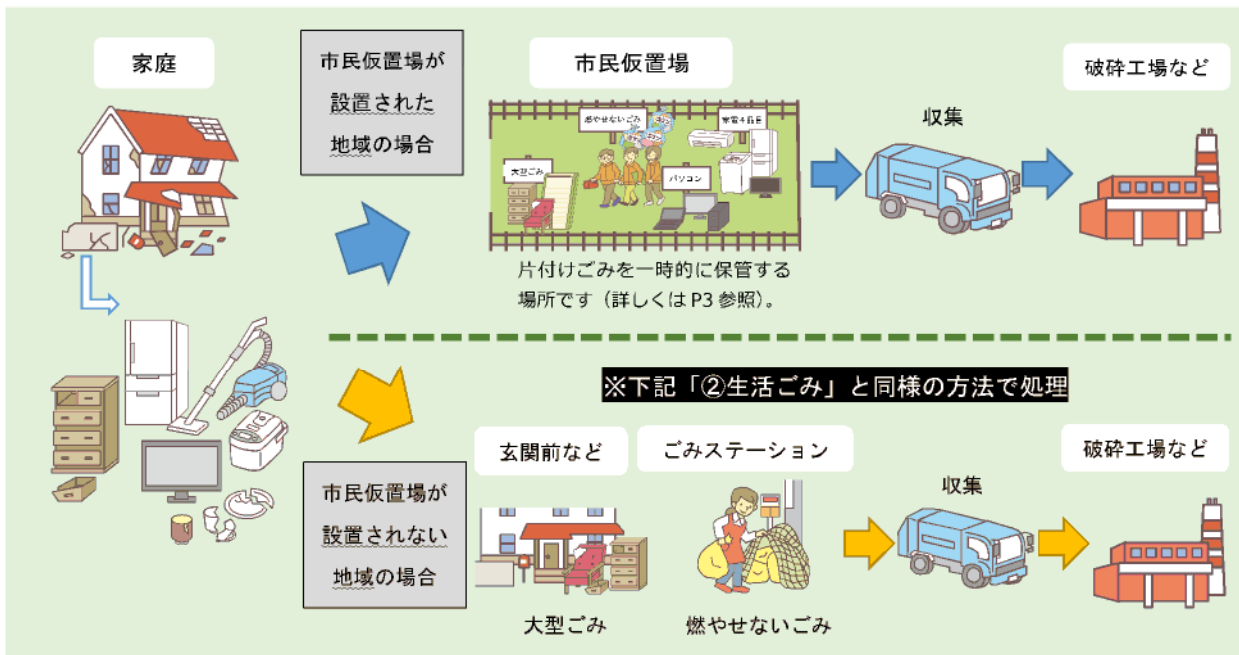 家庭
市民仮置場が
設置された
地域の場合
市民仮置場
燃やせないごみ
家電4品目
大型ごみ
パソコン
片付けごみを一時的に保管する
場所です（詳しくは P3 参照）。
収集
破砕工場など
※下記「②生活ごみ」と同様の方法で処理
市民仮置場が
設置されない
地域の場合
玄関前など
大型ごみ
ごみステーション
燃やせないごみ
収集
破砕工場など